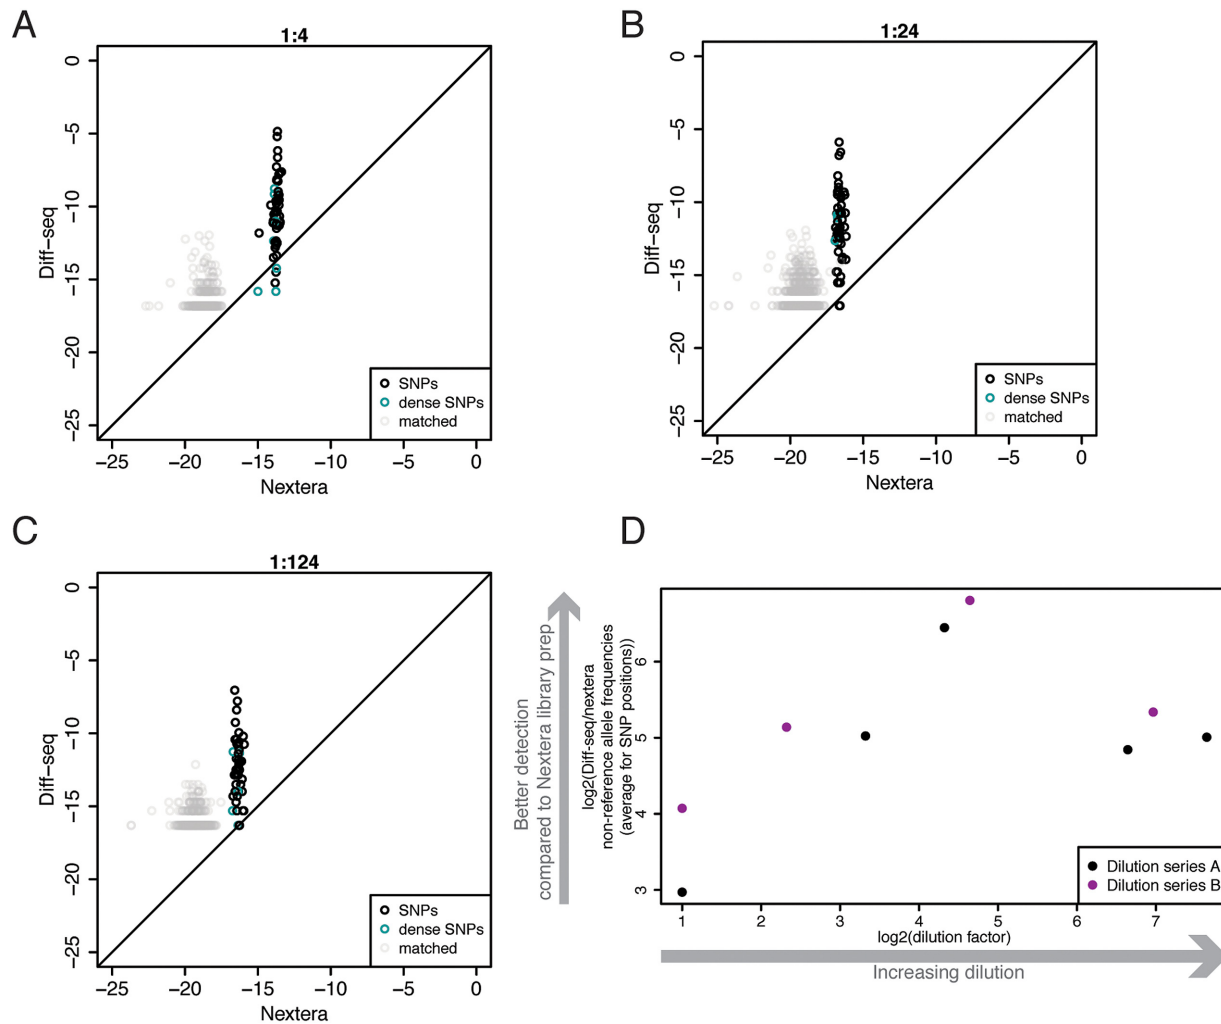 A
1:4
0
−5
−10
−15
−20
−25
Diff−seq
SNPs
dense SNPs
matched
−25 −20 −15 −10 −5 0
Nextera
B
1:24
0
−5
−10
−15
−20
−25
Diff−seq
SNPs
dense SNPs
matched
−25 −20 −15 −10 −5 0
Nextera
C
1:124
0
−5
−10
−15
−20
−25
Diff−seq
SNPs
dense SNPs
matched
−25 −20 −15 −10 −5 0
Nextera
D
Better detection
compared to Nextera library prep
log2(Diff-seq/nextera
non-reference allele frequencies
(average for SNP positions))
6
5
4
3
Dilution series A
Dilution series B
1 2 3 4 5 6 7
log2(dilution factor)
Increasing dilution